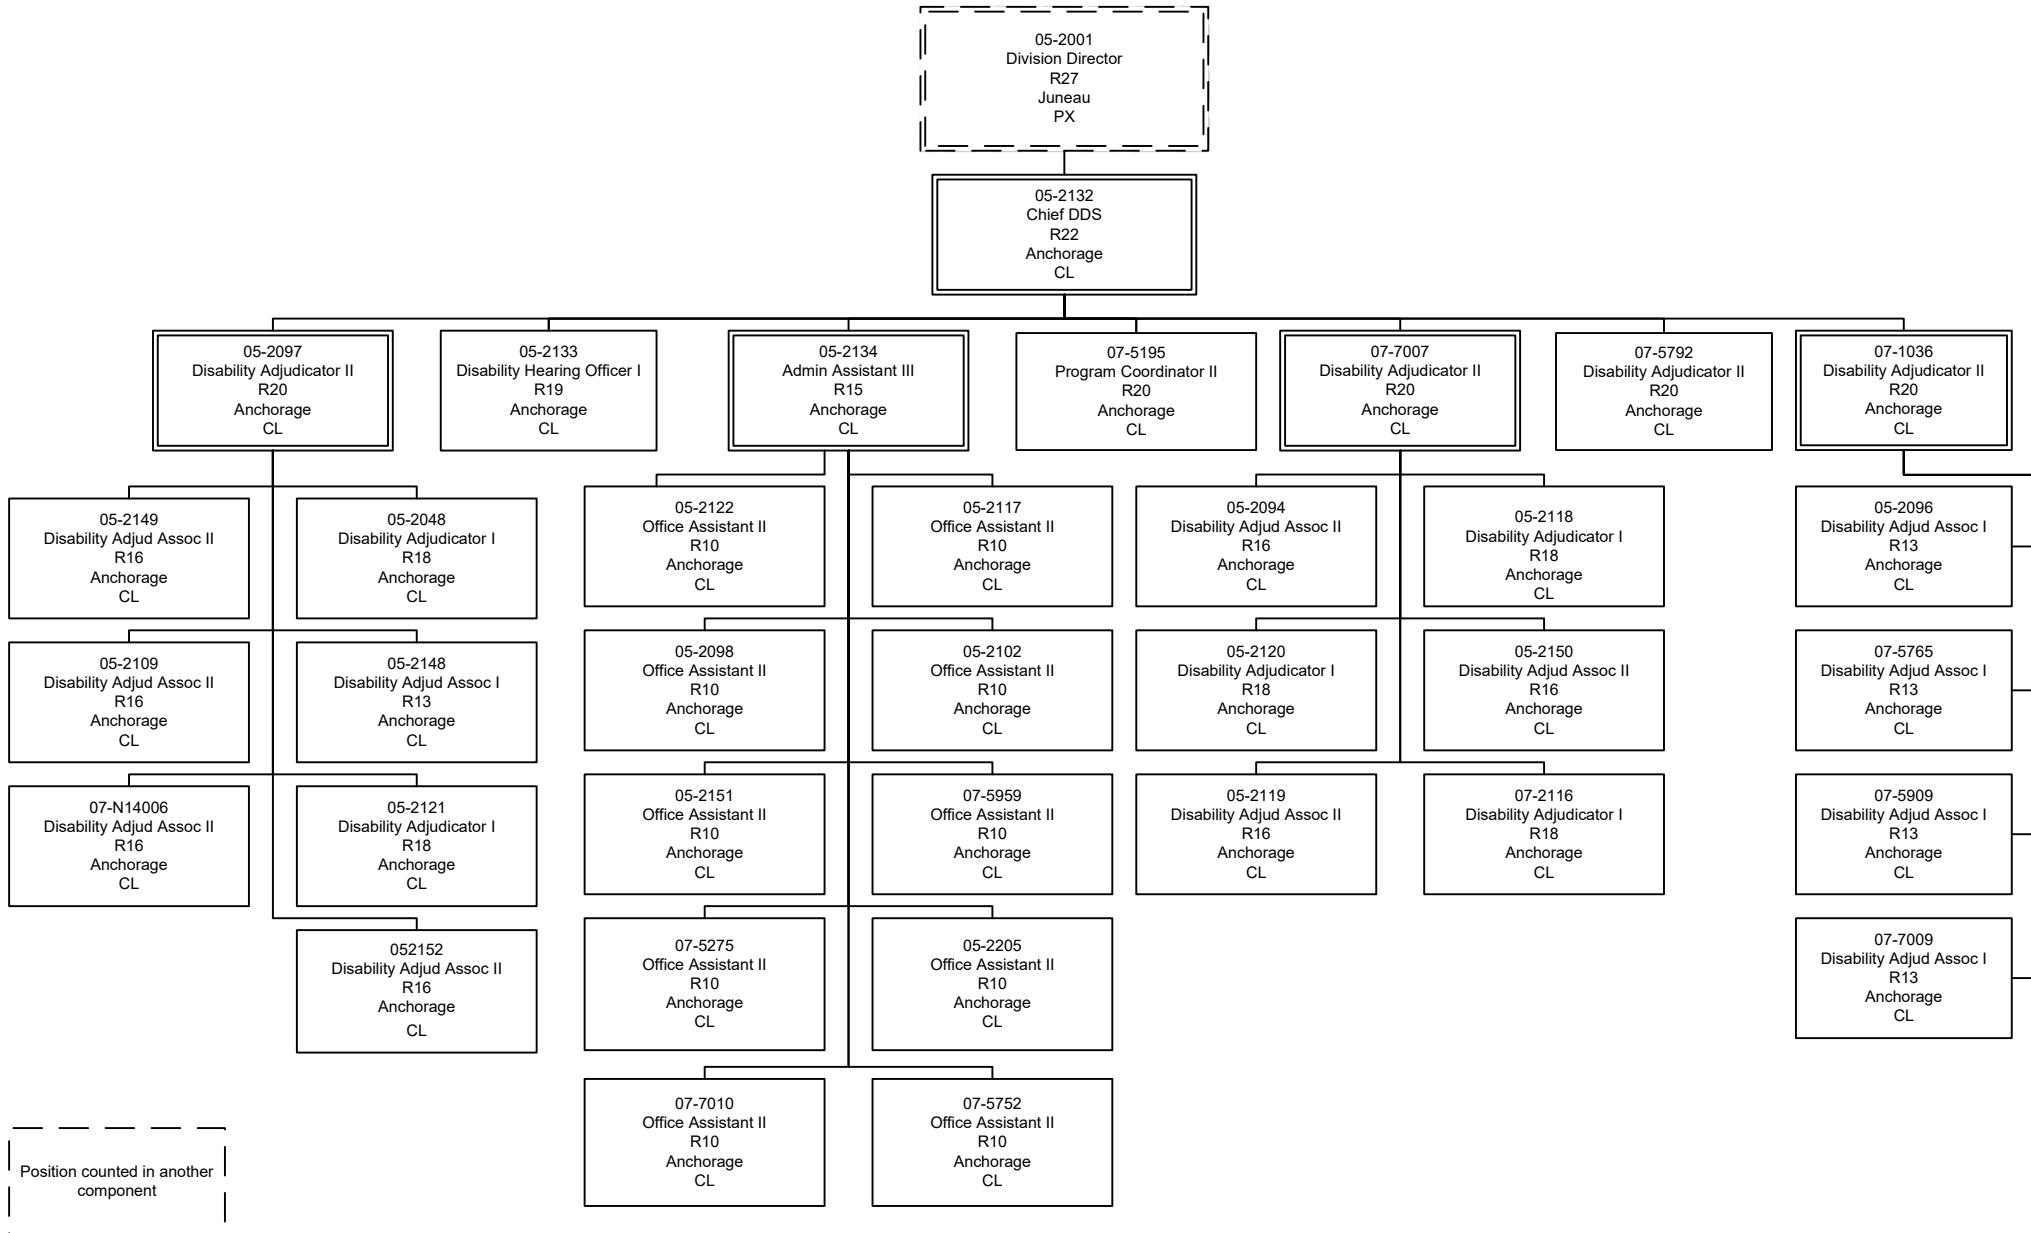 05-2001
Division Director
R27
Juneau
PX
05-2132
Chief DDS
R22
Anchorage
CL
05-2097
Disability Adjudicator II
R20
Anchorage
CL
05-2133
Disability Hearing Officer I
R19
Anchorage
CL
05-2134
Admin Assistant III
R15
Anchorage
CL
07-5195
Program Coordinator II
R20
Anchorage
CL
07-7007
Disability Adjudicator II
R20
Anchorage
CL
07-5792
Disability Adjudicator II
R20
Anchorage
CL
07-1036
Disability Adjudicator II
R20
Anchorage
CL
05-2149
Disability Adjud Assoc II
R16
Anchorage
CL
05-2048
Disability Adjudicator I
R18
Anchorage
CL
05-2122
Office Assistant II
R10
Anchorage
CL
05-2117
Office Assistant II
R10
Anchorage
CL
05-2094
Disability Adjud Assoc II
R16
Anchorage
CL
05-2118
Disability Adjudicator I
R18
Anchorage
CL
05-2096
Disability Adjud Assoc I
R13
Anchorage
CL
05-2109
Disability Adjud Assoc II
R16
Anchorage
CL
05-2148
Disability Adjud Assoc I
R13
Anchorage
CL
05-2098
Office Assistant II
R10
Anchorage
CL
05-2102
Office Assistant II
R10
Anchorage
CL
05-2120
Disability Adjudicator I
R18
Anchorage
CL
05-2150
Disability Adjud Assoc II
R16
Anchorage
CL
07-5765
Disability Adjud Assoc I
R13
Anchorage
CL
07-N14006
Disability Adjud Assoc II
R16
Anchorage
CL
05-2121
Disability Adjudicator I
R18
Anchorage
CL
05-2151
Office Assistant II
R10
Anchorage
CL
07-5959
Office Assistant II
R10
Anchorage
CL
05-2119
Disability Adjud Assoc II
R16
Anchorage
CL
07-2116
Disability Adjudicator I
R18
Anchorage
CL
07-5909
Disability Adjud Assoc I
R13
Anchorage
CL
052152
Disability Adjud Assoc II
R16
Anchorage
CL
07-5275
Office Assistant II
R10
Anchorage
CL
05-2205
Office Assistant II
R10
Anchorage
CL
07-7009
Disability Adjud Assoc I
R13
Anchorage
CL
07-7010
Office Assistant II
R10
Anchorage
CL
07-5752
Office Assistant II
R10
Anchorage
CL
Position counted in another
component